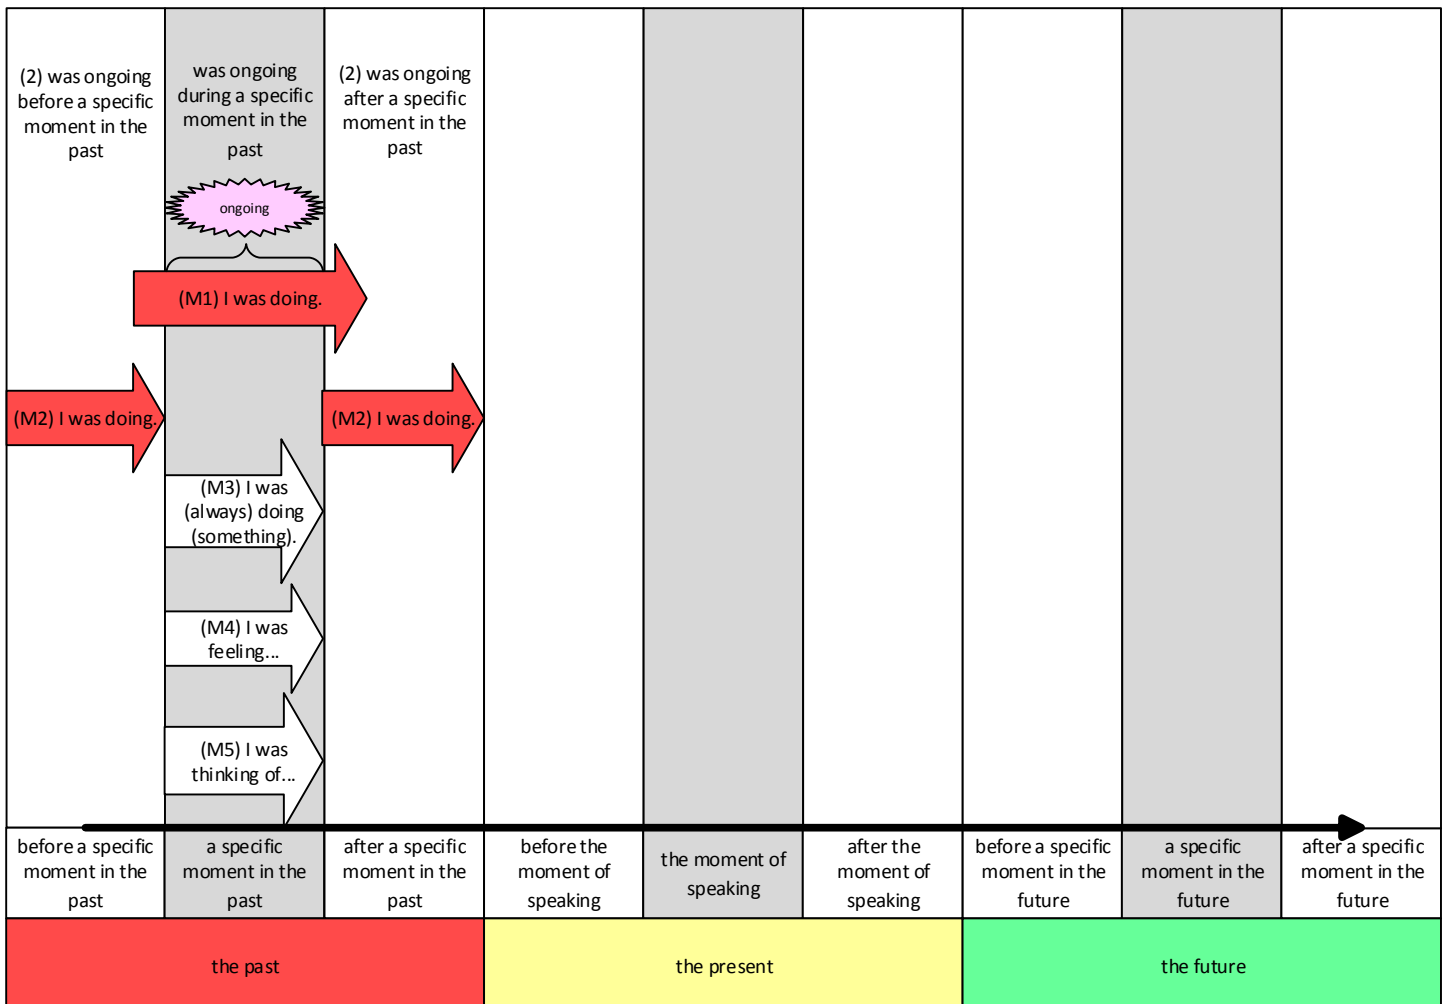 (2) was ongoing
before a specific
moment in the
past
was ongoing
during a specific
moment in the
past
(2) was ongoing
after a specific
moment in the
past
ongoing
(M1) I was doing.
(M2) I was doing.
(M2) I was doing.
(M3) I was
(always) doing
(something).
(M4) I was
feeling...
(M5) I was
thinking of...
before a specific
moment in the
past
a specific
moment in the
past
after a specific
moment in the
past
before the
moment of
speaking
the moment of
speaking
after the
moment of
speaking
before a specific
moment in the
future
a specific
moment in the
future
after a specific
moment in the
future
the past
the present
the future